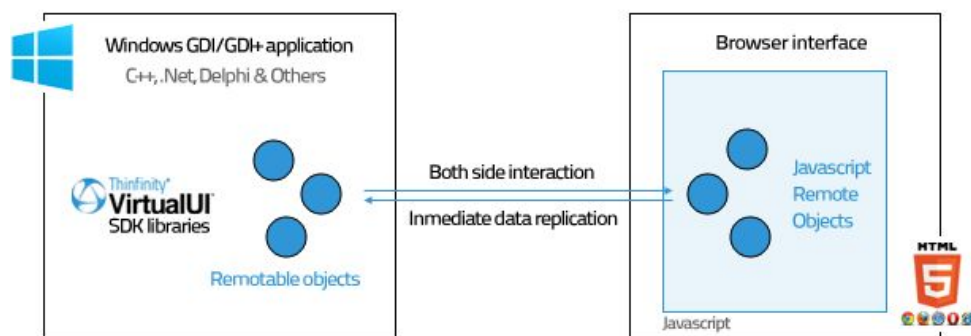 Windows GDI/GDI+ application
C++, .Net, Delphi & Others
Thinfinity®
VirtualUI™
SDK libraries
Remotable objects
Both side interaction
Inmediate data replication
Browser interface
Javascript
Remote
Objects
Javascript
HTML
5